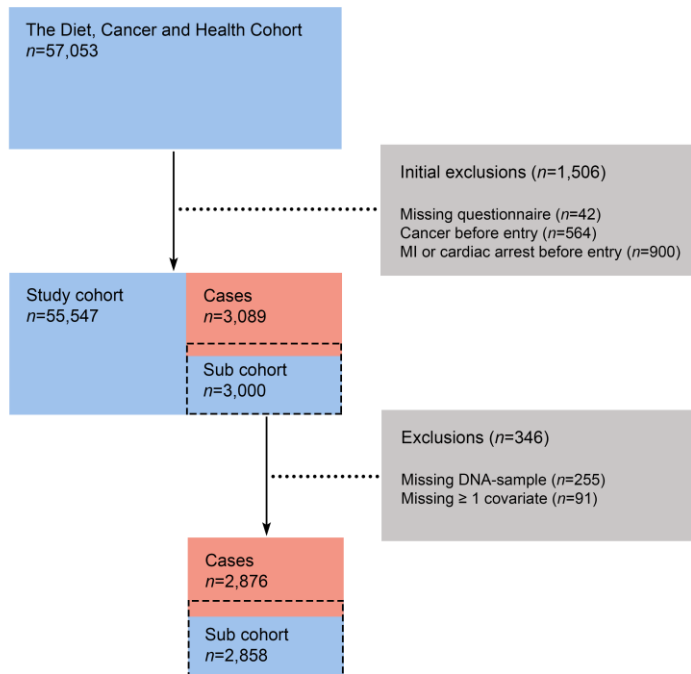 The Diet, Cancer and Health Cohort
n=57,053
Initial exclusions (n=1,506)
Missing questionnaire (n=42)
Cancer before entry (n=564)
MI or cardiac arrest before entry (n=900)
Study cohort
n=55,547
Cases
n=3,089
Sub cohort
n=3,000
Exclusions (n=346)
Missing DNA-sample (n=255)
Missing ≥ 1 covariate (n=91)
Cases
n=2,876
Sub cohort
n=2,858